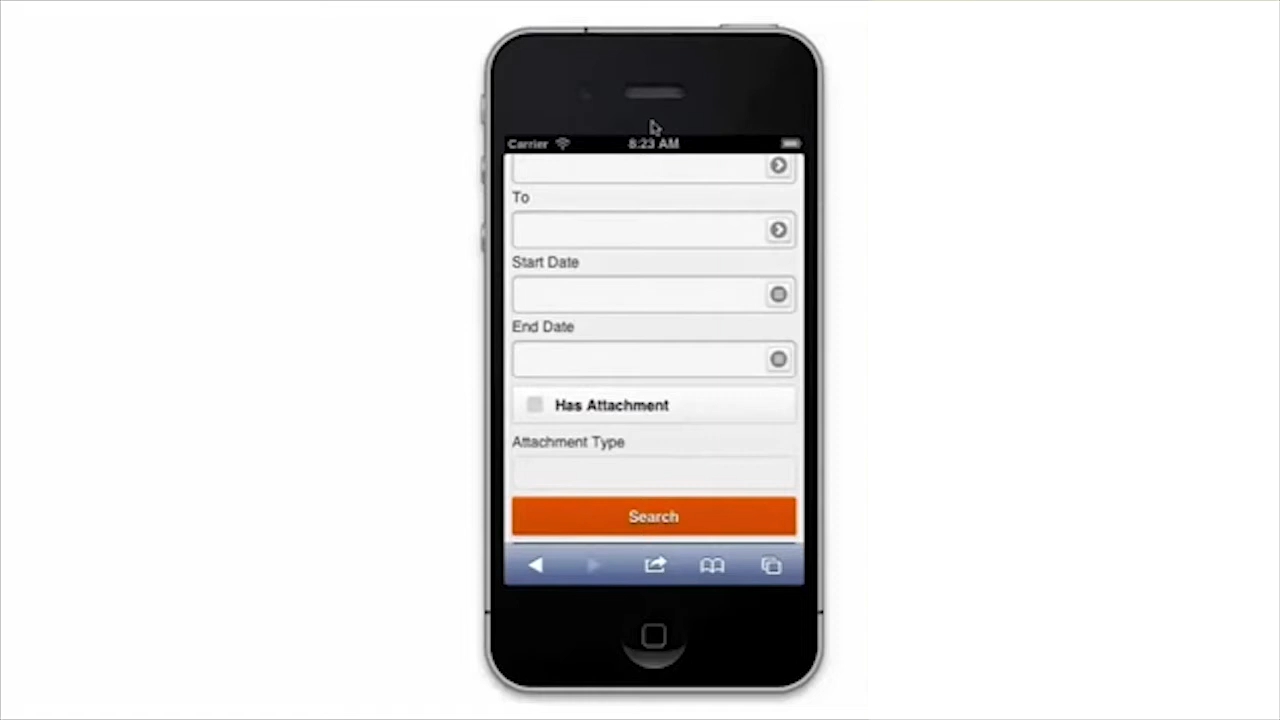 Carrier 8:23 AM
To
Start Date
End Date
Has Attachment
Attachment Type
Search